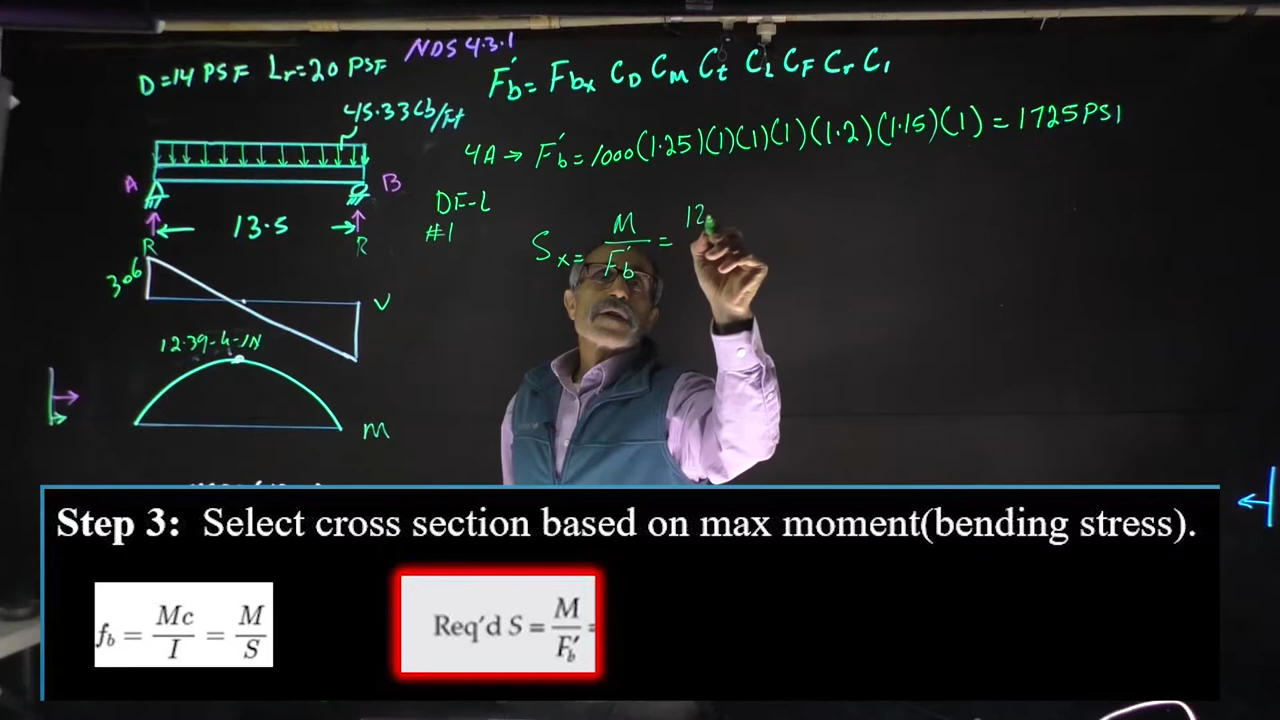 D=14 PSF Lr=20 PSF
NDS 4.3.1
45.33 Lb/Ft
A
B
13.5
R
R
306
V
12.39-k-IN
M
F'b = Fbx CD CM Ct CL CF Cr Ci
4A → F'b = 1000(1.25)(1)(1)(1)(1.2)(1.15)(1) = 1725 PSI
DF-L
#1
Sx = M/F'b = 12
Step 3: Select cross section based on max moment(bending stress).
fb = Mc/I = M/S
Req'd S = M/F'b =